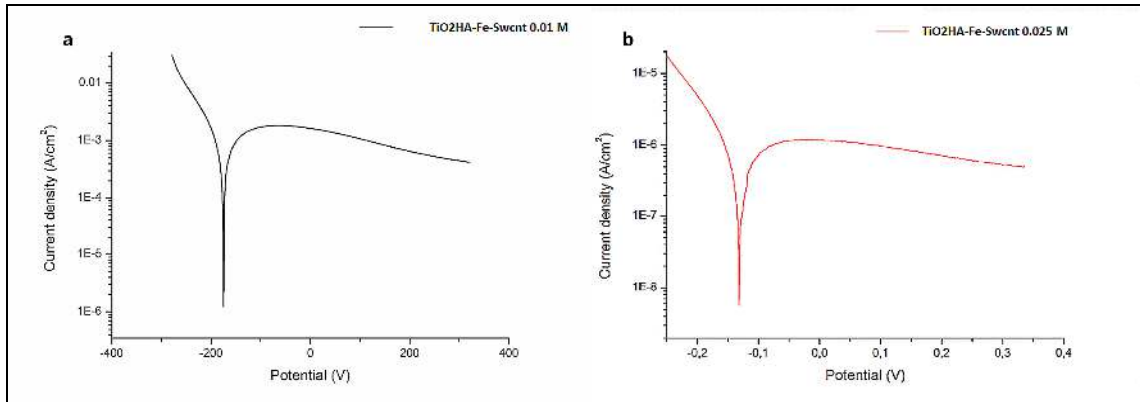 a
TiO2HA-Fe-Swcnt 0.01 M
0.01
1E-3
1E-4
1E-5
1E-6
Current density (A/cm²)
-400
-200
0
200
400
Potential (V)
b
TiO2HA-Fe-Swcnt 0.025 M
1E-5
1E-6
1E-7
1E-8
Current density (A/cm²)
-0,2
-0,1
0,0
0,1
0,2
0,3
0,4
Potential (V)